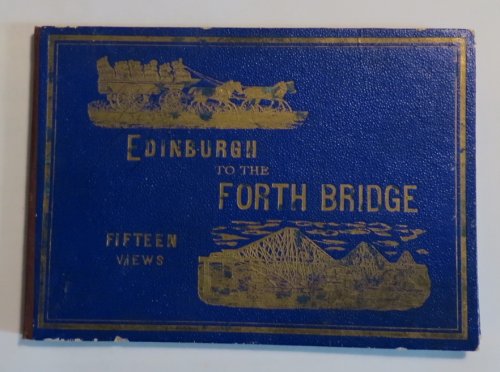 EDINBURGH
TO THE
FORTH BRIDGE
FIFTEEN
VIEWS